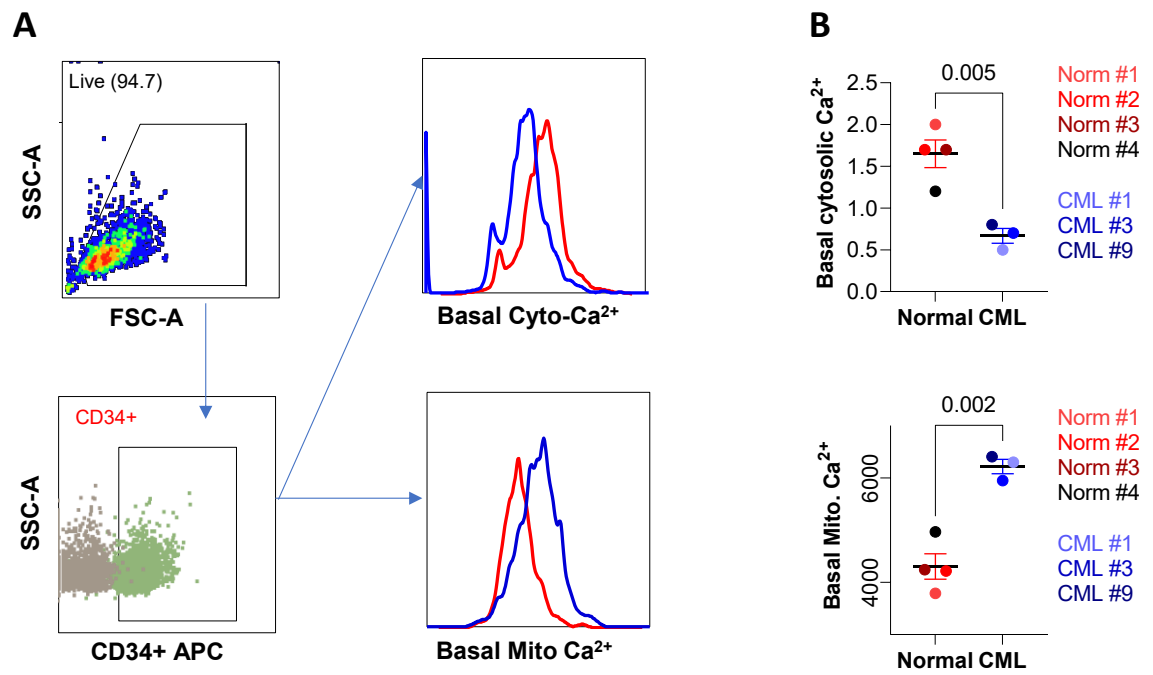 A
Live (94.7)
SSC-A
FSC-A
Basal Cyto-Ca²⁺
CD34+
SSC-A
CD34+ APC
Basal Mito Ca²⁺
B
0.005
Basal cytosolic Ca²⁺
2.5
2.0
1.5
1.0
0.5
0.0
Normal CML
Norm #1
Norm #2
Norm #3
Norm #4
CML #1
CML #3
CML #9
0.002
Basal Mito. Ca²⁺
6000
4000
Normal CML
Norm #1
Norm #2
Norm #3
Norm #4
CML #1
CML #3
CML #9